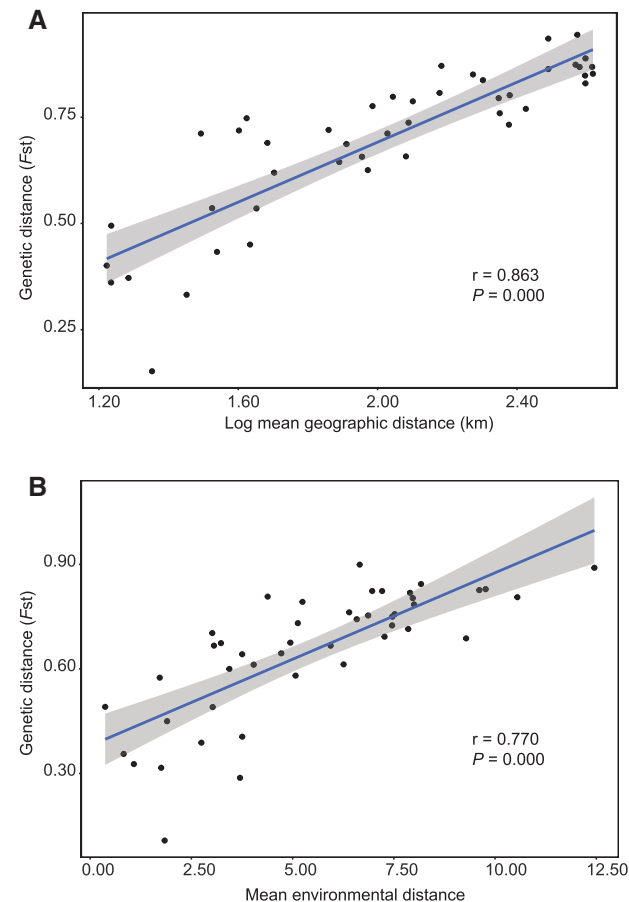 A
Genetic distance (Fst)
0.75
0.50
0.25
r = 0.863
P = 0.000
1.20 1.60 2.00 2.40
Log mean geographic distance (km)
B
Genetic distance (Fst)
0.90
0.60
0.30
r = 0.770
P = 0.000
0.00 2.50 5.00 7.50 10.00 12.50
Mean environmental distance